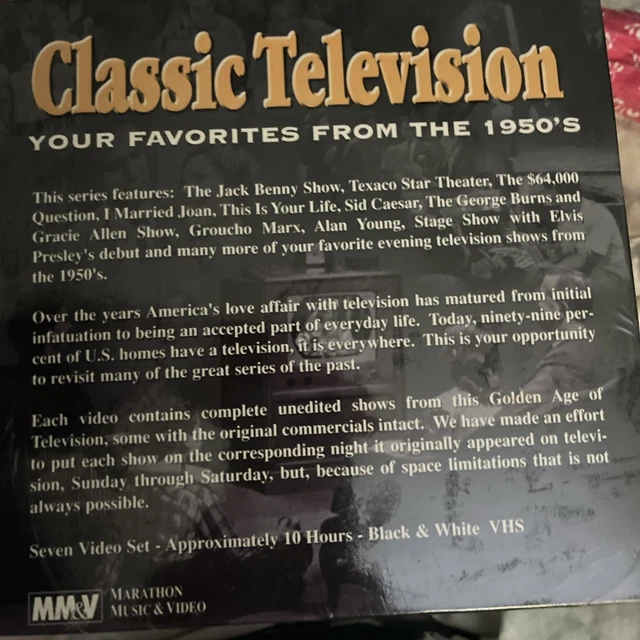 Classic Television
YOUR FAVORITES FROM THE 1950'S
This series features: The Jack Benny Show, Texaco Star Theater, The $64,000
Question, I Married Joan, This Is Your Life, Sid Caesar, The George Burns and
Gracie Allen Show, Groucho Marx, Alan Young, Stage Show with Elvis
Presley's debut and many more of your favorite evening television shows from
the 1950's.
Over the years America's love affair with television has matured from initial
infatuation to being an accepted part of everyday life. Today, ninety-nine per-
cent of U.S. homes have a television, it is everywhere. This is your opportunity
to revisit many of the great series of the past.
Each video contains complete unedited shows from this Golden Age of
Television, some with the original commercials intact. We have made an effort
to put each show on the corresponding night it originally appeared on televi-
sion, Sunday through Saturday, but, because of space limitations that is not
always possible.
Seven Video Set - Approximately 10 Hours - Black & White VHS
MM&V MARATHON
MUSIC & VIDEO